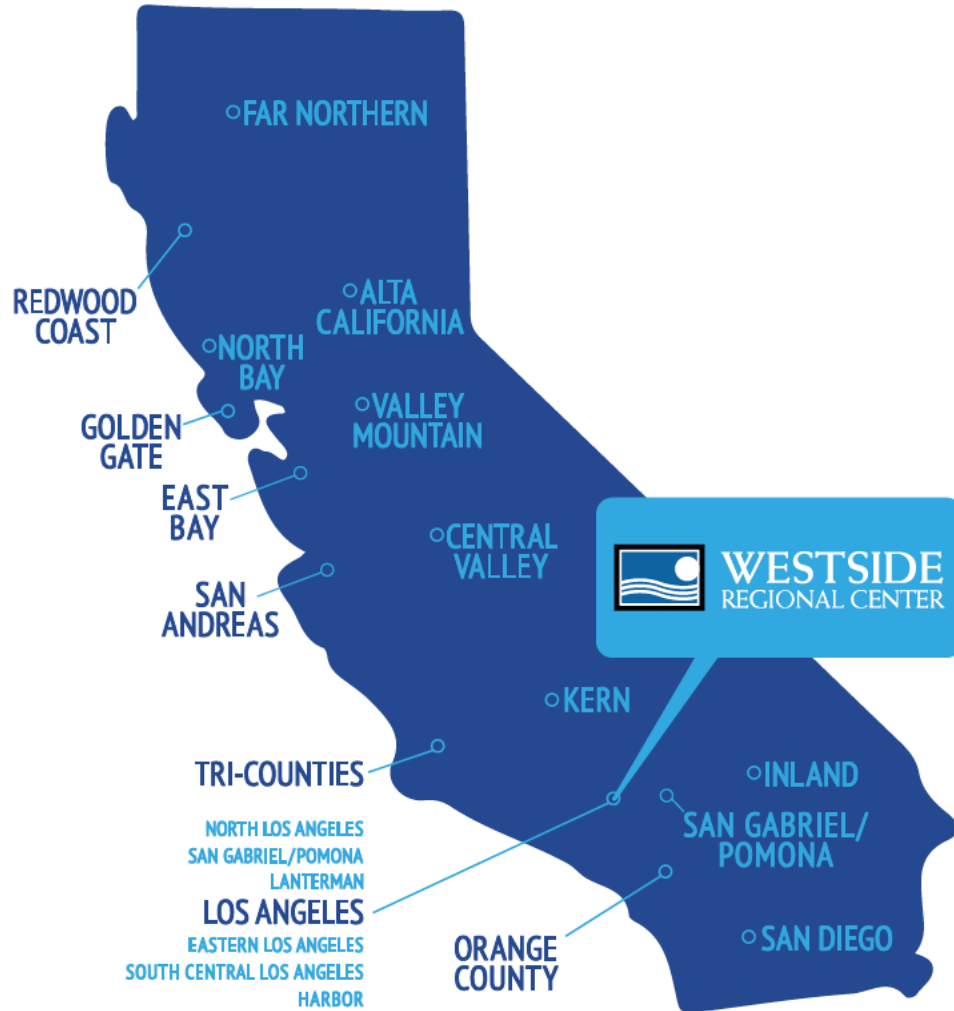 FAR NORTHERN
REDWOOD
COAST
ALTA
CALIFORNIA
NORTH
BAY
GOLDEN
GATE
VALLEY
MOUNTAIN
EAST
BAY
CENTRAL
VALLEY
WESTSIDE
REGIONAL CENTER
SAN
ANDREAS
KERN
TRI-COUNTIES
INLAND
SAN GABRIEL/
POMONA
NORTH LOS ANGELES
SAN GABRIEL/POMONA
LANTERMAN
LOS ANGELES
EASTERN LOS ANGELES
SOUTH CENTRAL LOS ANGELES
HARBOR
ORANGE
COUNTY
SAN DIEGO